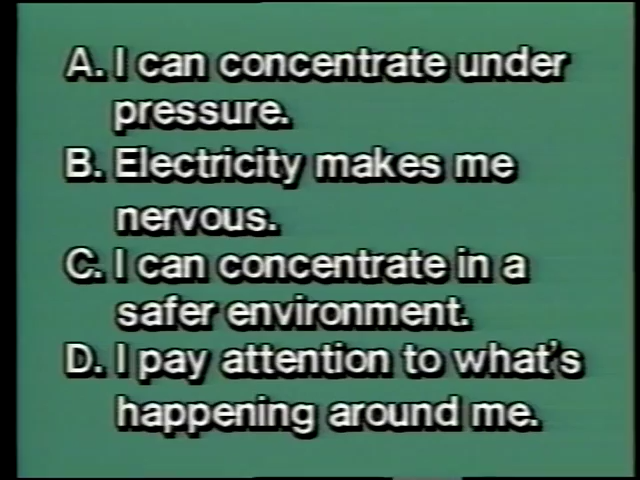 A. I can concentrate under
pressure.
B. Electricity makes me
nervous.
C. I can concentrate in a
safer environment.
D. I pay attention to what's
happening around me.